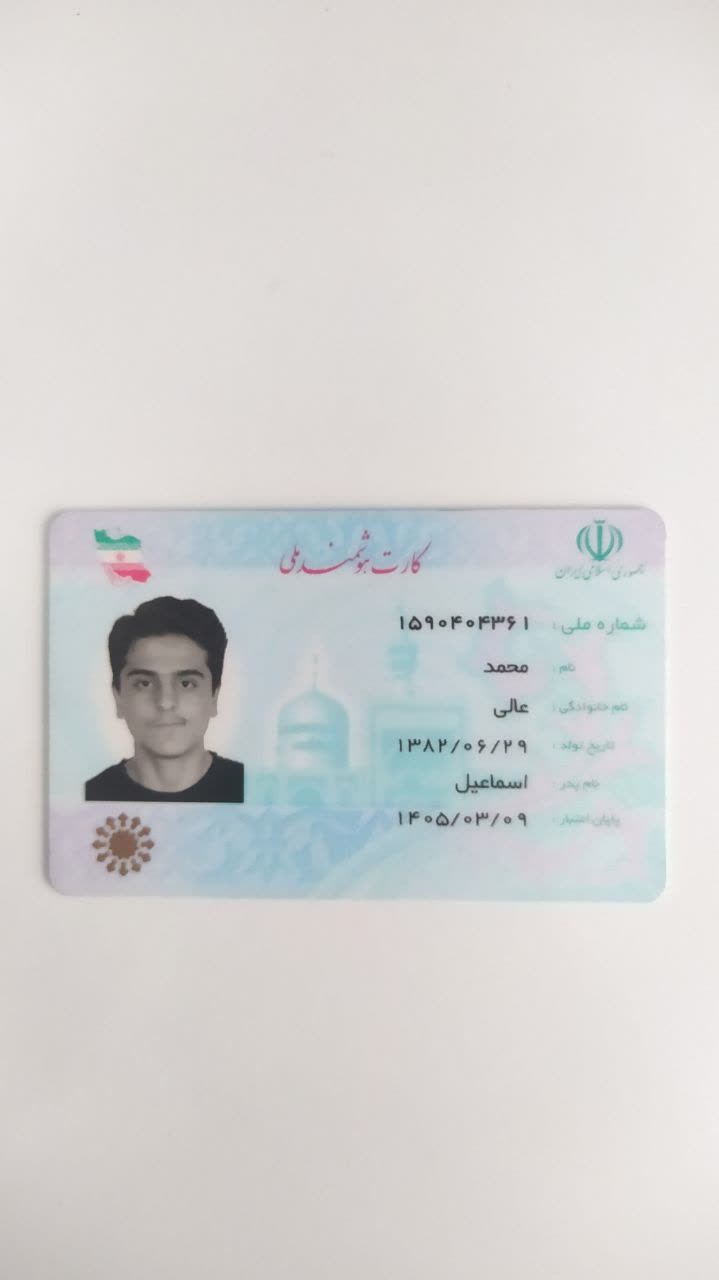 جمهوری اسلامی ایران
کارت هوشمند ملی
شماره ملی : ۱۵۹۰۴۰۴۳۶۱
نام : محمد
نام خانوادگی : عالی
تاریخ تولد : ۱۳۸۲/۰۶/۲۹
نام پدر : اسماعیل
پایان اعتبار : ۱۴۰۵/۰۳/۰۹